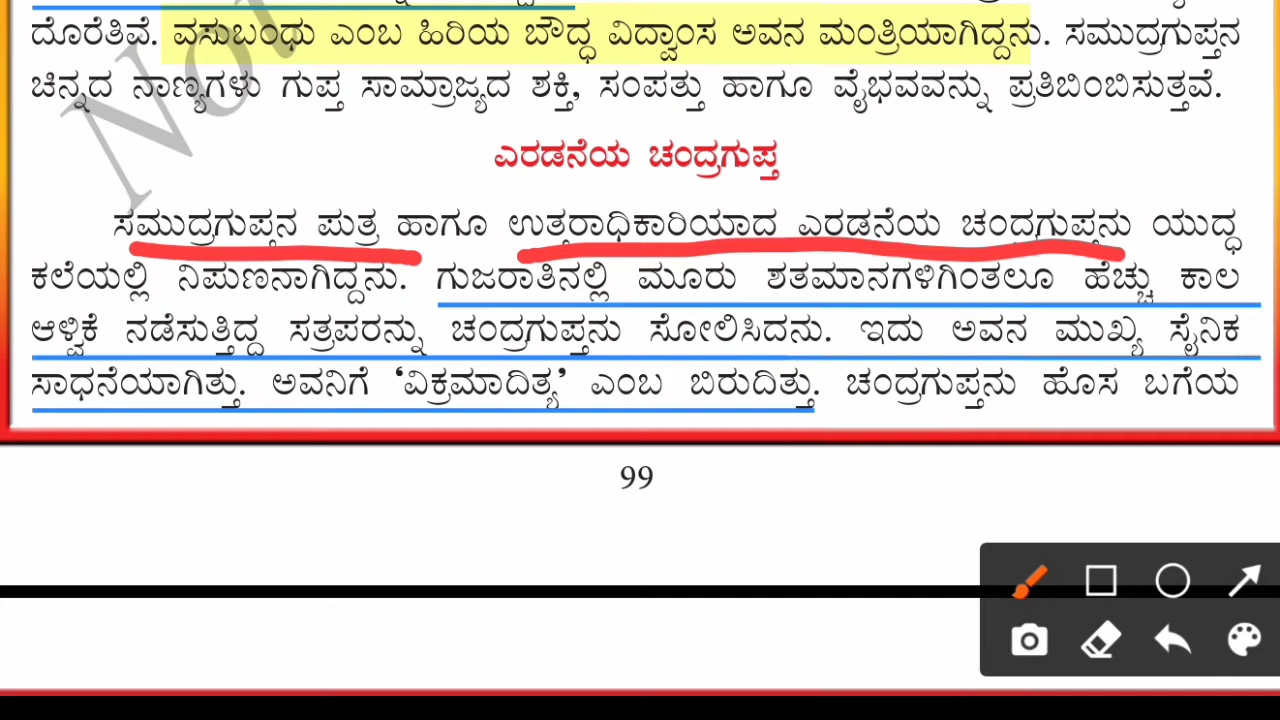 ದೊರೆತಿವೆ. ವಸುಬಂಧು ಎಂಬ ಹಿರಿಯ ಬೌದ್ಧ ವಿದ್ವಾಂಸ ಅವನ ಮಂತ್ರಿಯಾಗಿದ್ದನು. ಸಮುದ್ರಗುಪ್ತನ
ಚಿನ್ನದ ನಾಣ್ಯಗಳು ಗುಪ್ತ ಸಾಮ್ರಾಜ್ಯದ ಶಕ್ತಿ, ಸಂಪತ್ತು ಹಾಗೂ ವೈಭವವನ್ನು ಪ್ರತಿಬಿಂಬಿಸುತ್ತವೆ.
No
ಎರಡನೆಯ ಚಂದ್ರಗುಪ್ತ
ಸಮುದ್ರಗುಪ್ತನ ಪುತ್ರ ಹಾಗೂ ಉತ್ತರಾಧಿಕಾರಿಯಾದ ಎರಡನೆಯ ಚಂದ್ರಗುಪ್ತನು ಯುದ್ಧ
ಕಲೆಯಲ್ಲಿ ನಿಪುಣನಾಗಿದ್ದನು. ಗುಜರಾತಿನಲ್ಲಿ ಮೂರು ಶತಮಾನಗಳಿಗಿಂತಲೂ ಹೆಚ್ಚು ಕಾಲ
ಆಳ್ವಿಕೆ ನಡೆಸುತ್ತಿದ್ದ ಸತ್ರಪರನ್ನು ಚಂದ್ರಗುಪ್ತನು ಸೋಲಿಸಿದನು. ಇದು ಅವನ ಮುಖ್ಯ ಸೈನಿಕ
ಸಾಧನೆಯಾಗಿತ್ತು. ಅವನಿಗೆ ‘ವಿಕ್ರಮಾದಿತ್ಯ’ ಎಂಬ ಬಿರುದಿತ್ತು. ಚಂದ್ರಗುಪ್ತನು ಹೊಸ ಬಗೆಯ
99